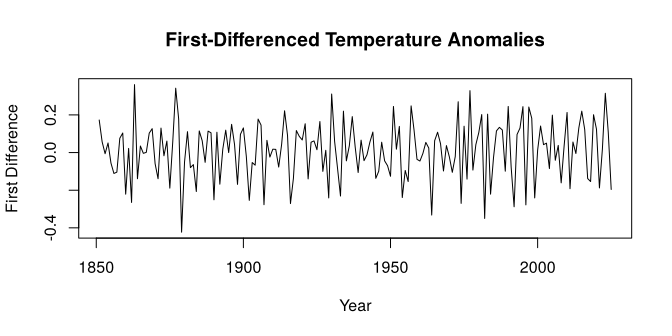 First-Differenced Temperature Anomalies
First Difference
0.2
0.0
-0.4
1850
1900
1950
2000
Year